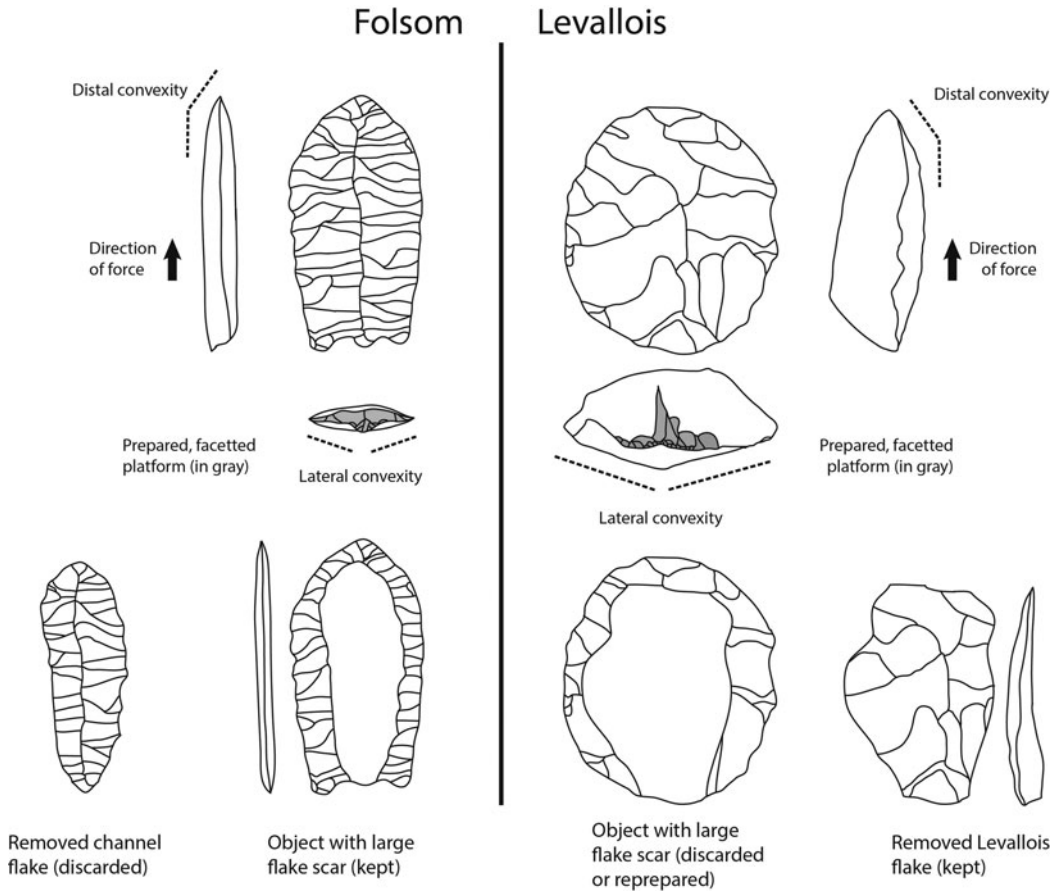 Folsom
Levallois
Distal convexity
Direction
of force
Prepared, facetted
platform (in gray)
Lateral convexity
Removed channel
flake (discarded)
Object with large
flake scar (kept)
Distal convexity
Direction
of force
Prepared, facetted
platform (in gray)
Lateral convexity
Object with large
flake scar (discarded
or reprepared)
Removed Levallois
flake (kept)